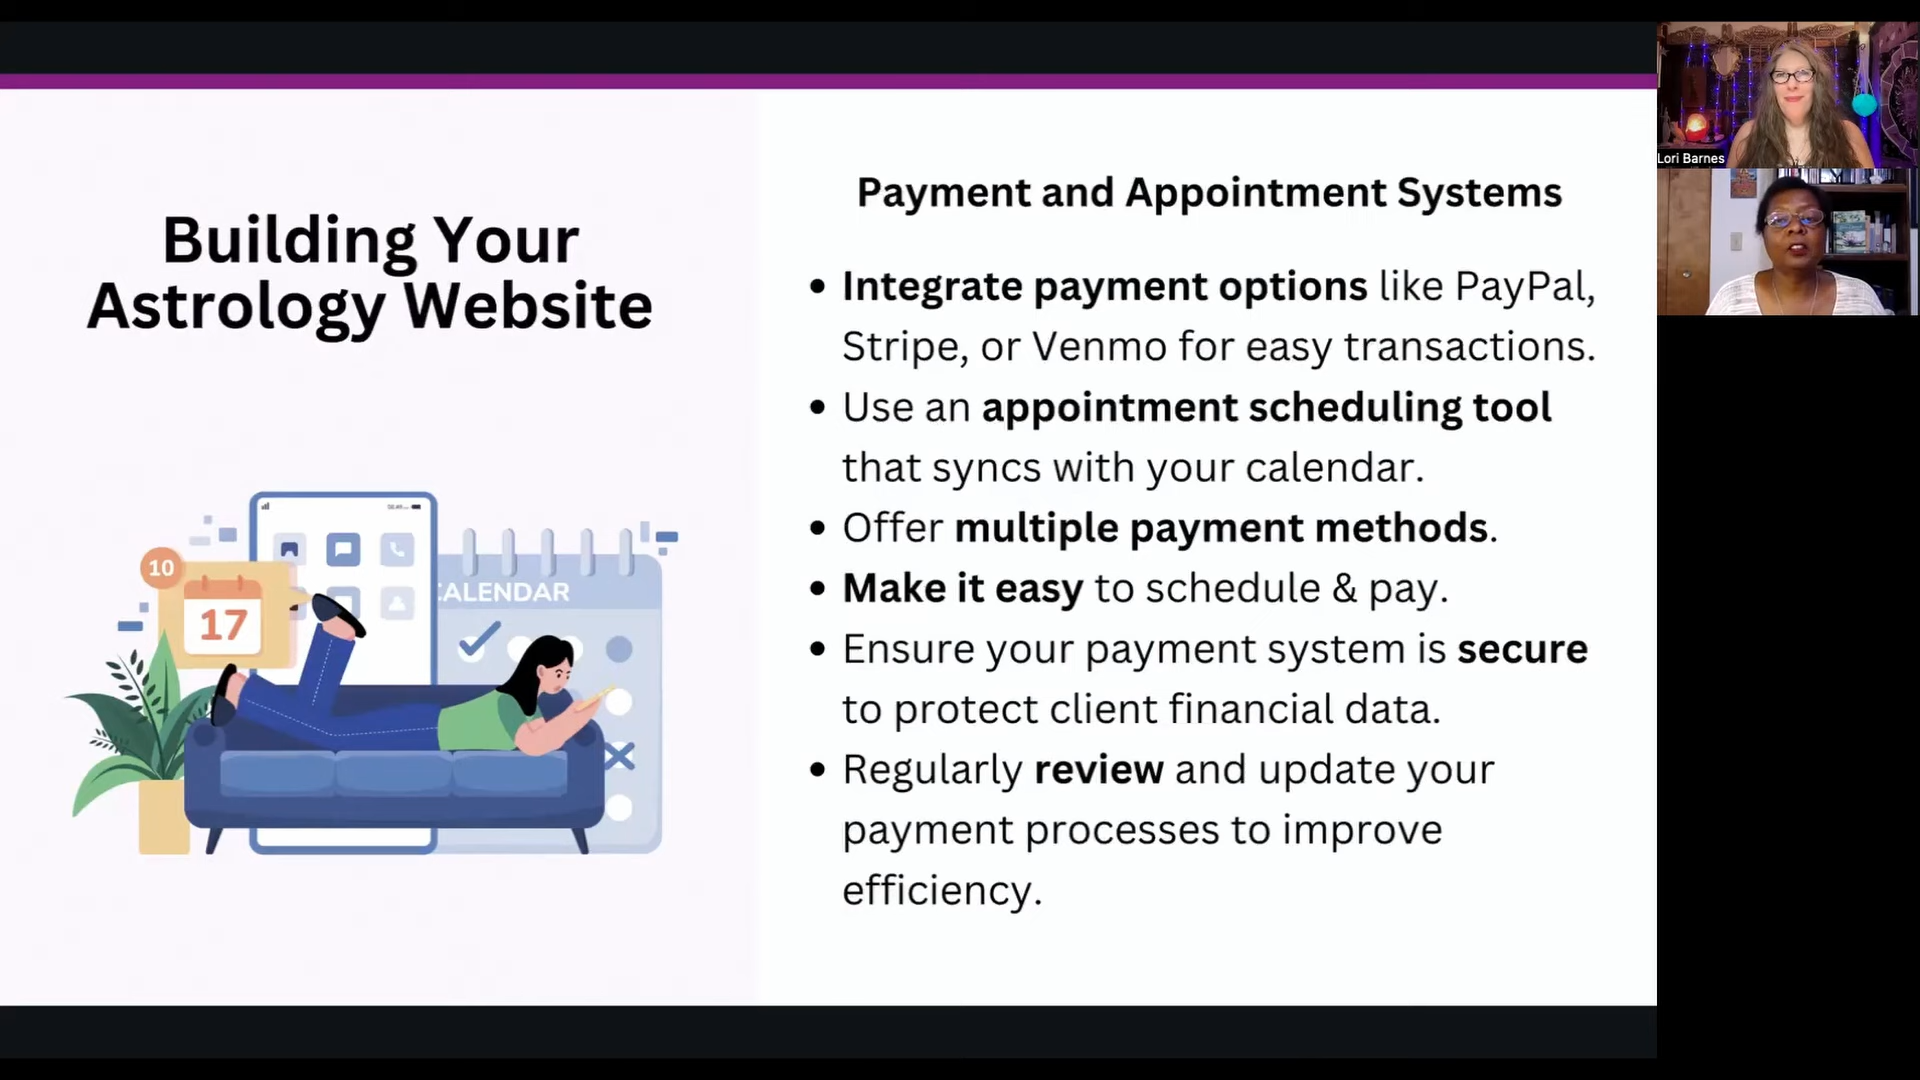 Building Your
Astrology Website
10
17
CALENDAR
Payment and Appointment Systems
• Integrate payment options like PayPal,
Stripe, or Venmo for easy transactions.
• Use an appointment scheduling tool
that syncs with your calendar.
• Offer multiple payment methods.
• Make it easy to schedule & pay.
• Ensure your payment system is secure
to protect client financial data.
• Regularly review and update your
payment processes to improve
efficiency.
Lori Barnes